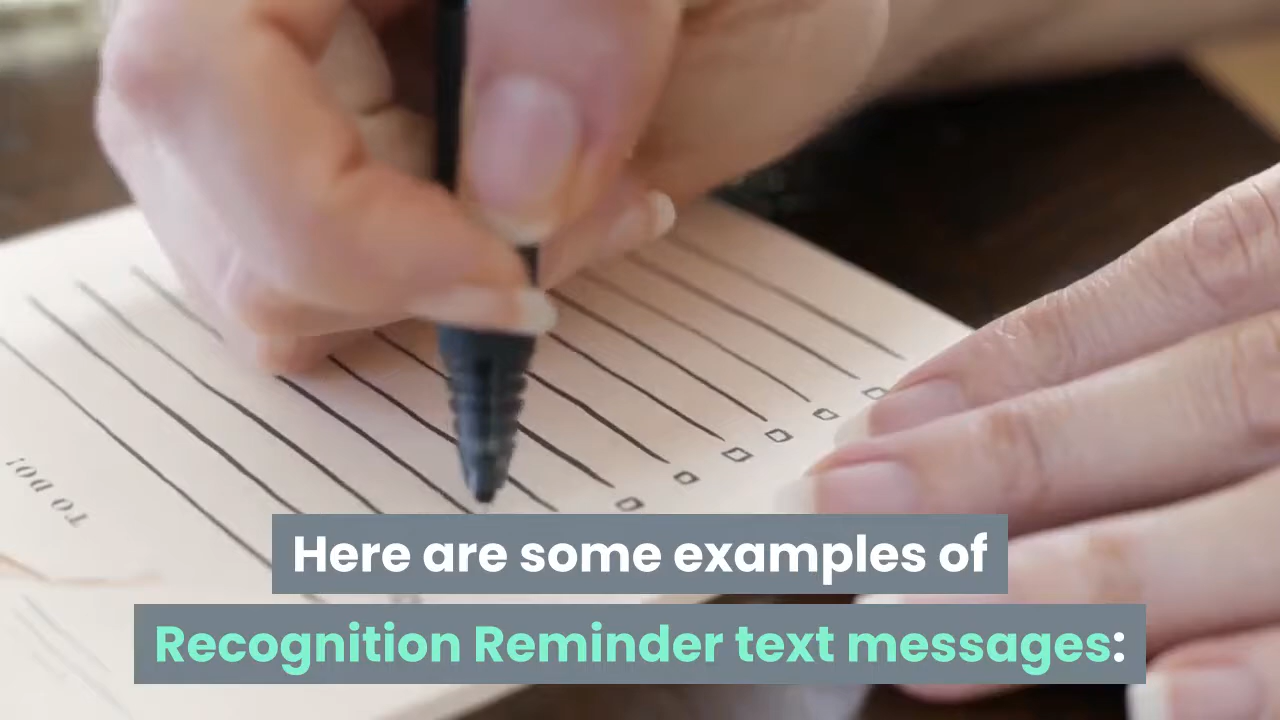 TO DO:
Here are some examples of
Recognition Reminder text messages: